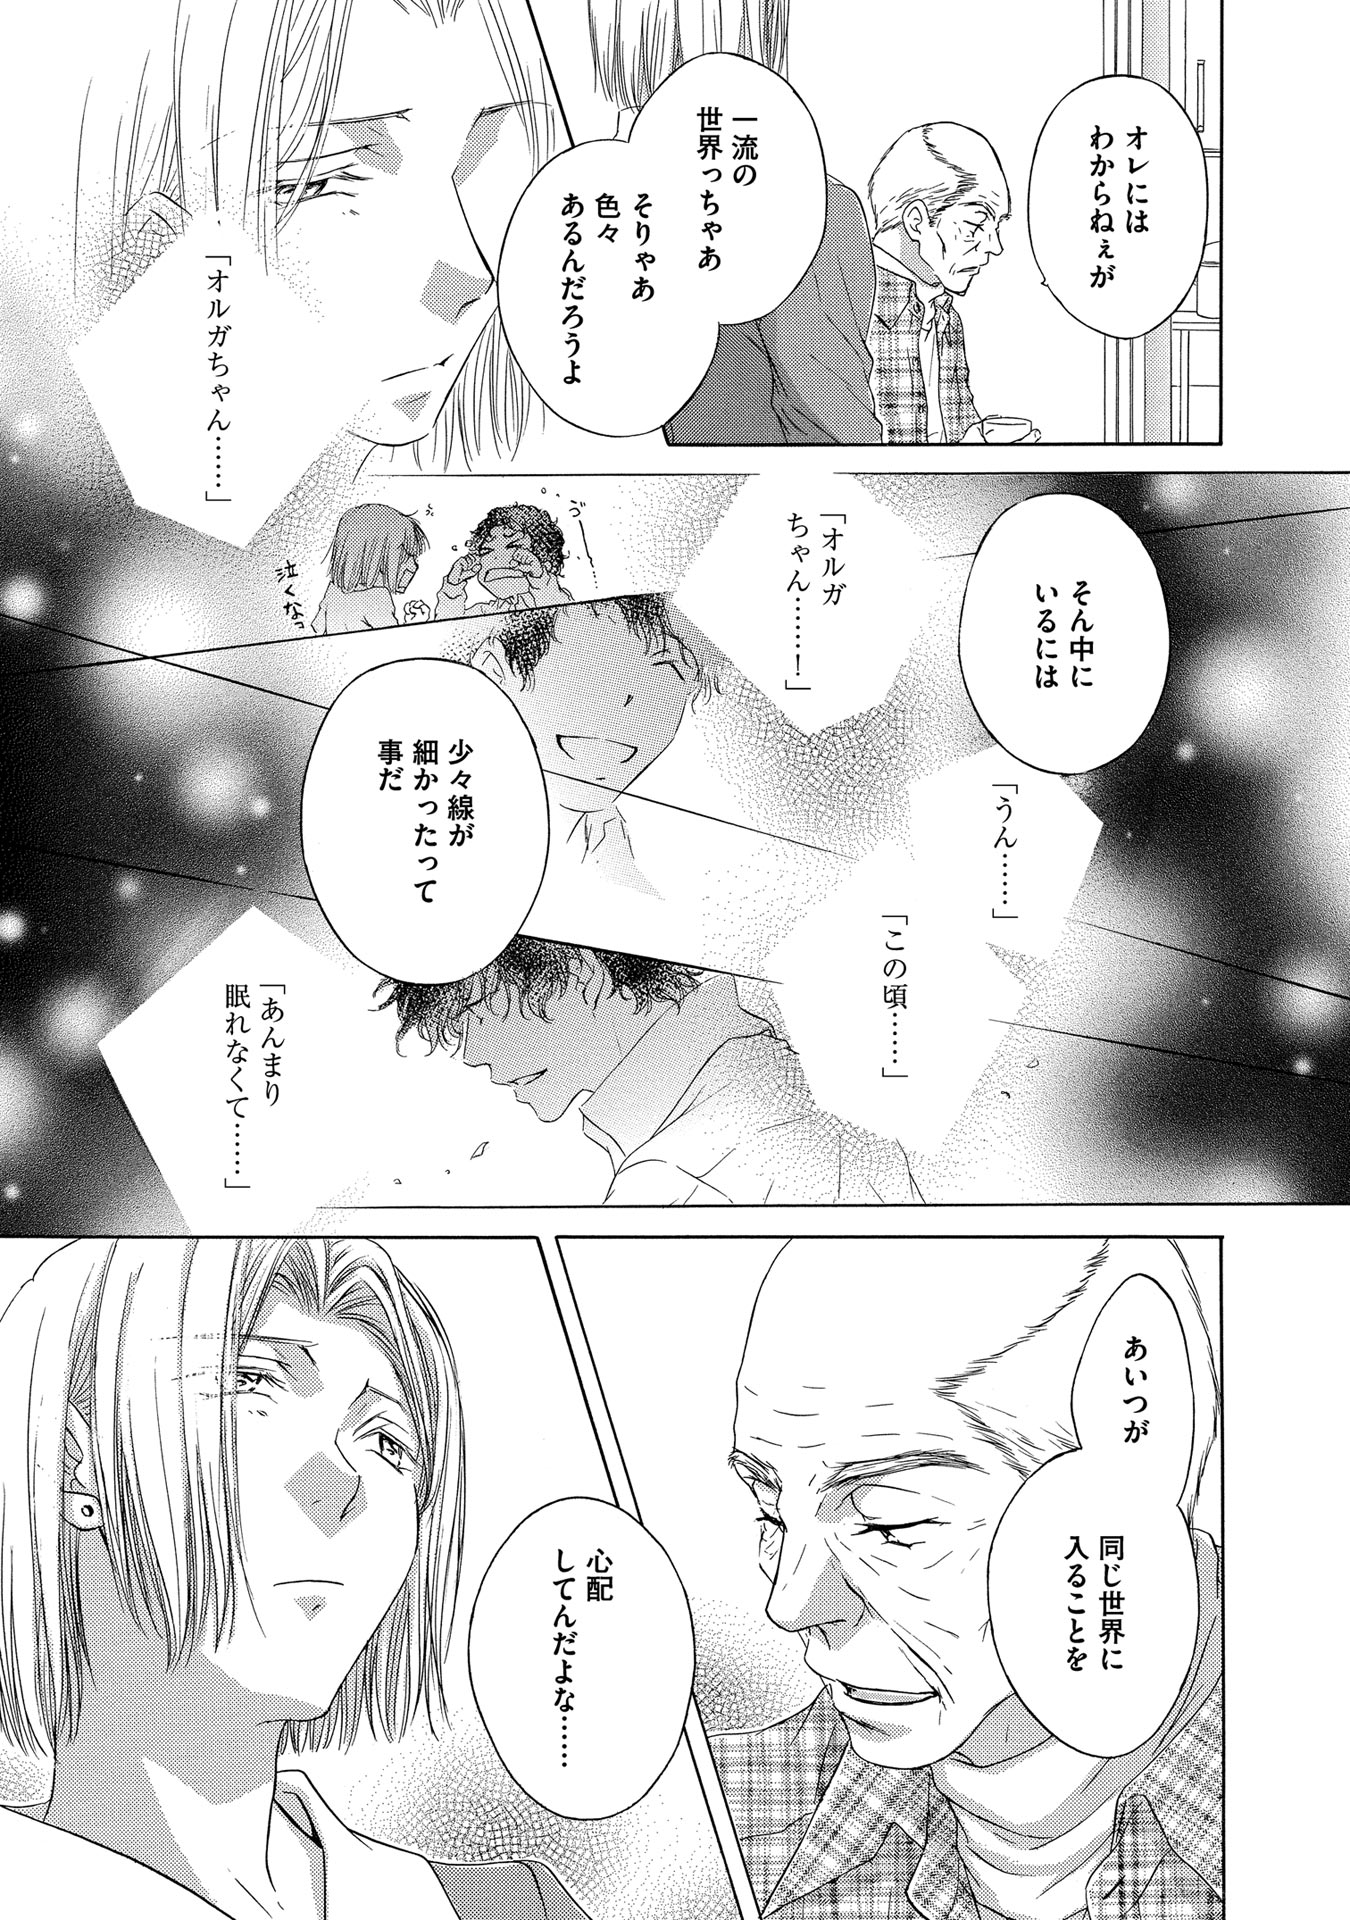 オレには
わからねぇが
一流の
世界っちゃあ
そりゃあ
色々
あるんだろうよ
「オルガちゃん……」
そん中に
いるには
「オルガ
ちゃん……！」
ゴーッ
泣くなっ
少々線が
細かったって
事だ
「うん……」
「この頃……」
「あんまり
眠れなくて……」
あいつが
同じ世界に
入ることを
心配
してんだよな……